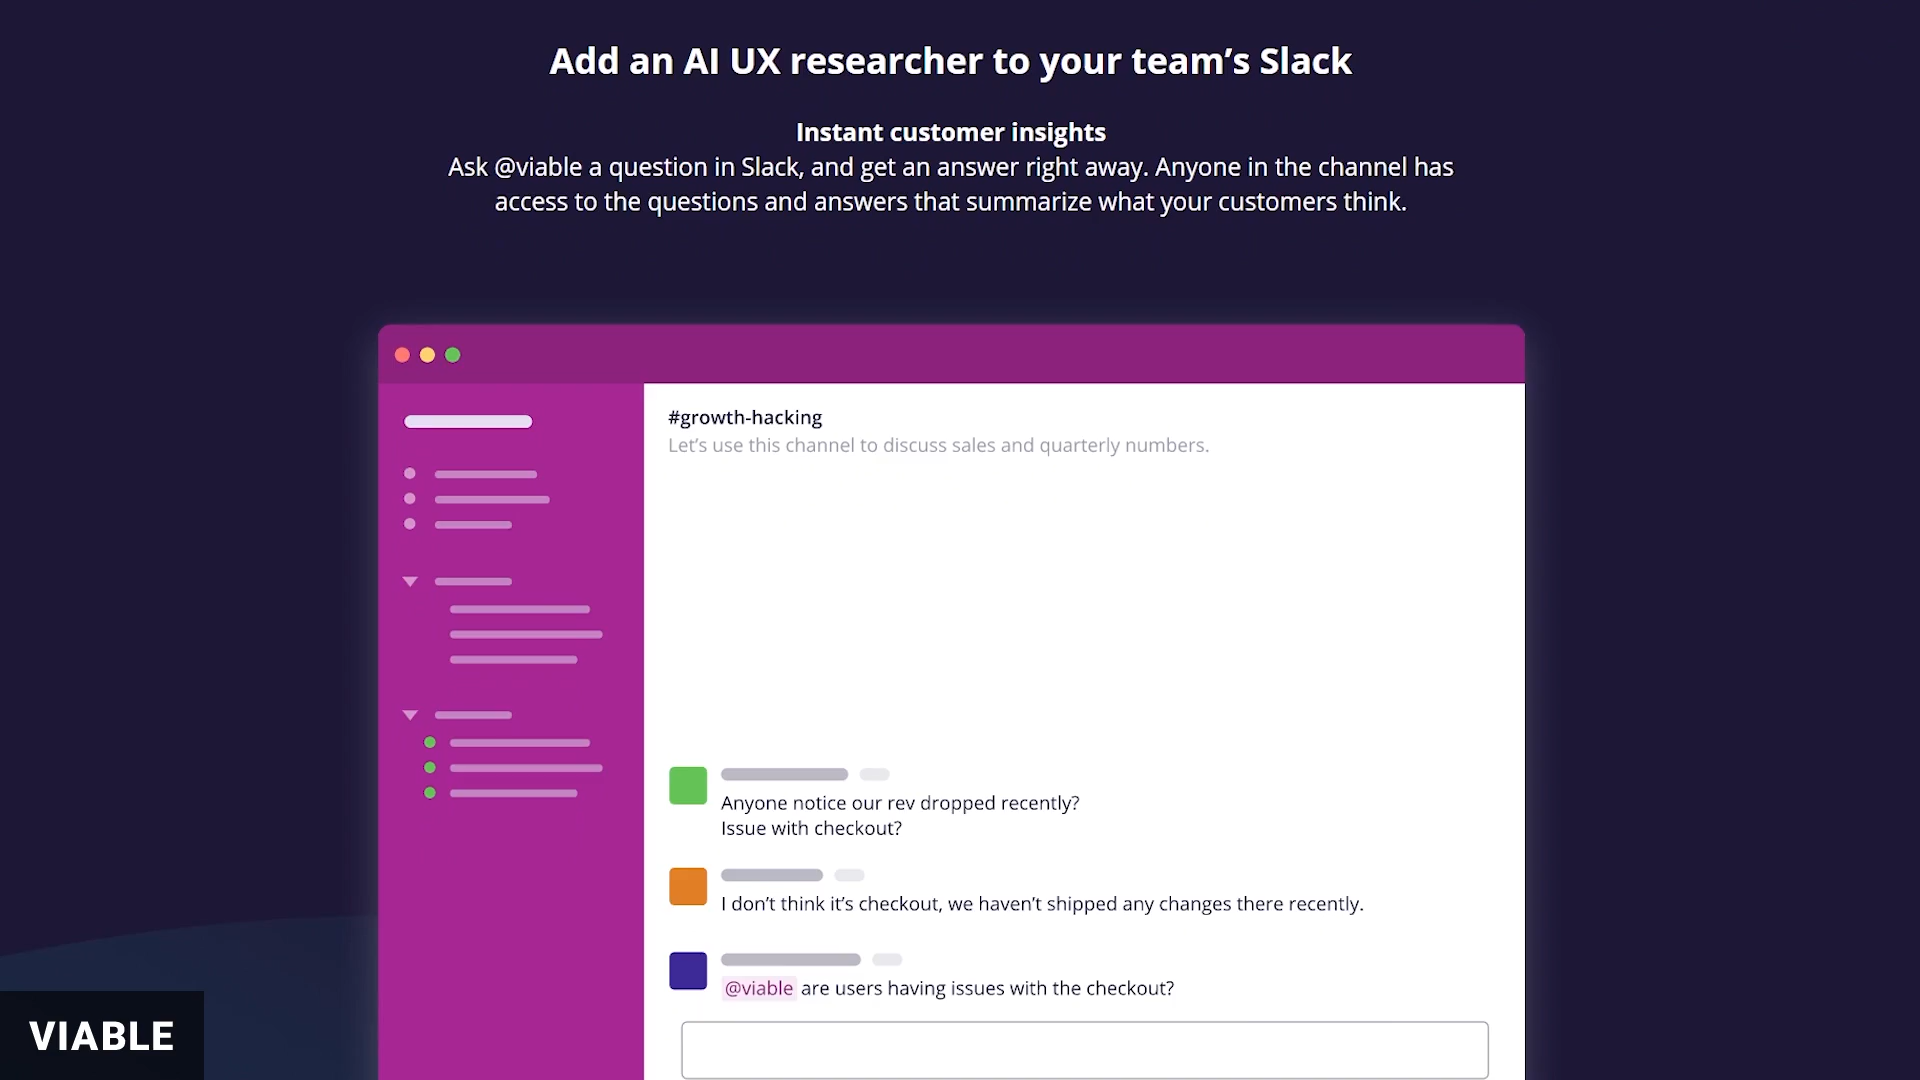 Add an AI UX researcher to your team’s Slack
Instant customer insights
Ask @viable a question in Slack, and get an answer right away. Anyone in the channel has
access to the questions and answers that summarize what your customers think.
#growth-hacking
Let’s use this channel to discuss sales and quarterly numbers.
Anyone notice our rev dropped recently?
Issue with checkout?
I don’t think it’s checkout, we haven’t shipped any changes there recently.
@viable are users having issues with the checkout?
VIABLE